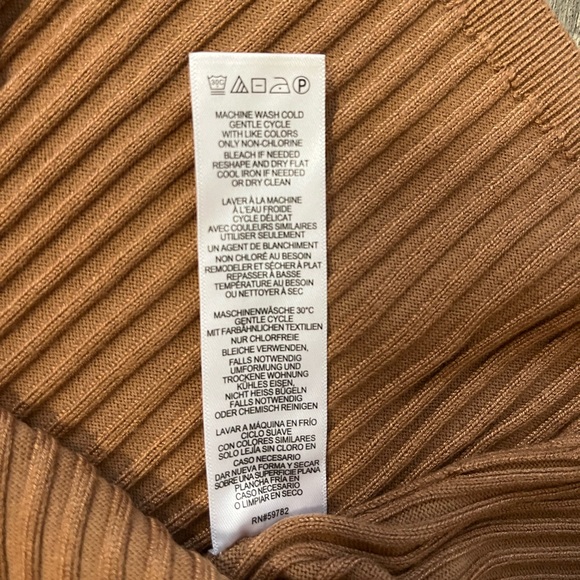 30C P
MACHINE WASH COLD
GENTLE CYCLE
WITH LIKE COLORS
ONLY NON-CHLORINE
BLEACH IF NEEDED
RESHAPE AND DRY FLAT
COOL IRON IF NEEDED
OR DRY CLEAN
LAVER À LA MACHINE
À L'EAU FROIDE
CYCLE DÉLICAT
AVEC COULEURS SIMILAIRES
UTILISER SEULEMENT
UN AGENT DE BLANCHIMENT
NON CHLORÉ AU BESOIN
REMODELER ET SÉCHER À PLAT
REPASSER À BASSE
TEMPÉRATURE AU BESOIN
OU NETTOYER À SEC
MASCHINENWÄSCHE 30°C
GENTLE CYCLE
MIT FARBÄHNLICHEN TEXTILIEN
NUR CHLORFREIE
BLEICHE VERWENDEN,
FALLS NOTWENDIG
UMFORMUNG UND
TROCKENE WOHNUNG
KÜHLES EISEN,
NICHT HEISS BÜGELN
FALLS NOTWENDIG
ODER CHEMISCH REINIGEN
LAVAR A MÁQUINA EN FRÍO
CICLO SUAVE
CON COLORES SIMILARES
SOLO LEJÍA SIN CLORO EN
CASO NECESARIO
DAR NUEVA FORMA Y SECAR
SOBRE UNA SUPERFICIE PLANA
PLANCHA FRÍA EN
CASO NECESARIO
O LIMPIAR EN SECO
RN#59782